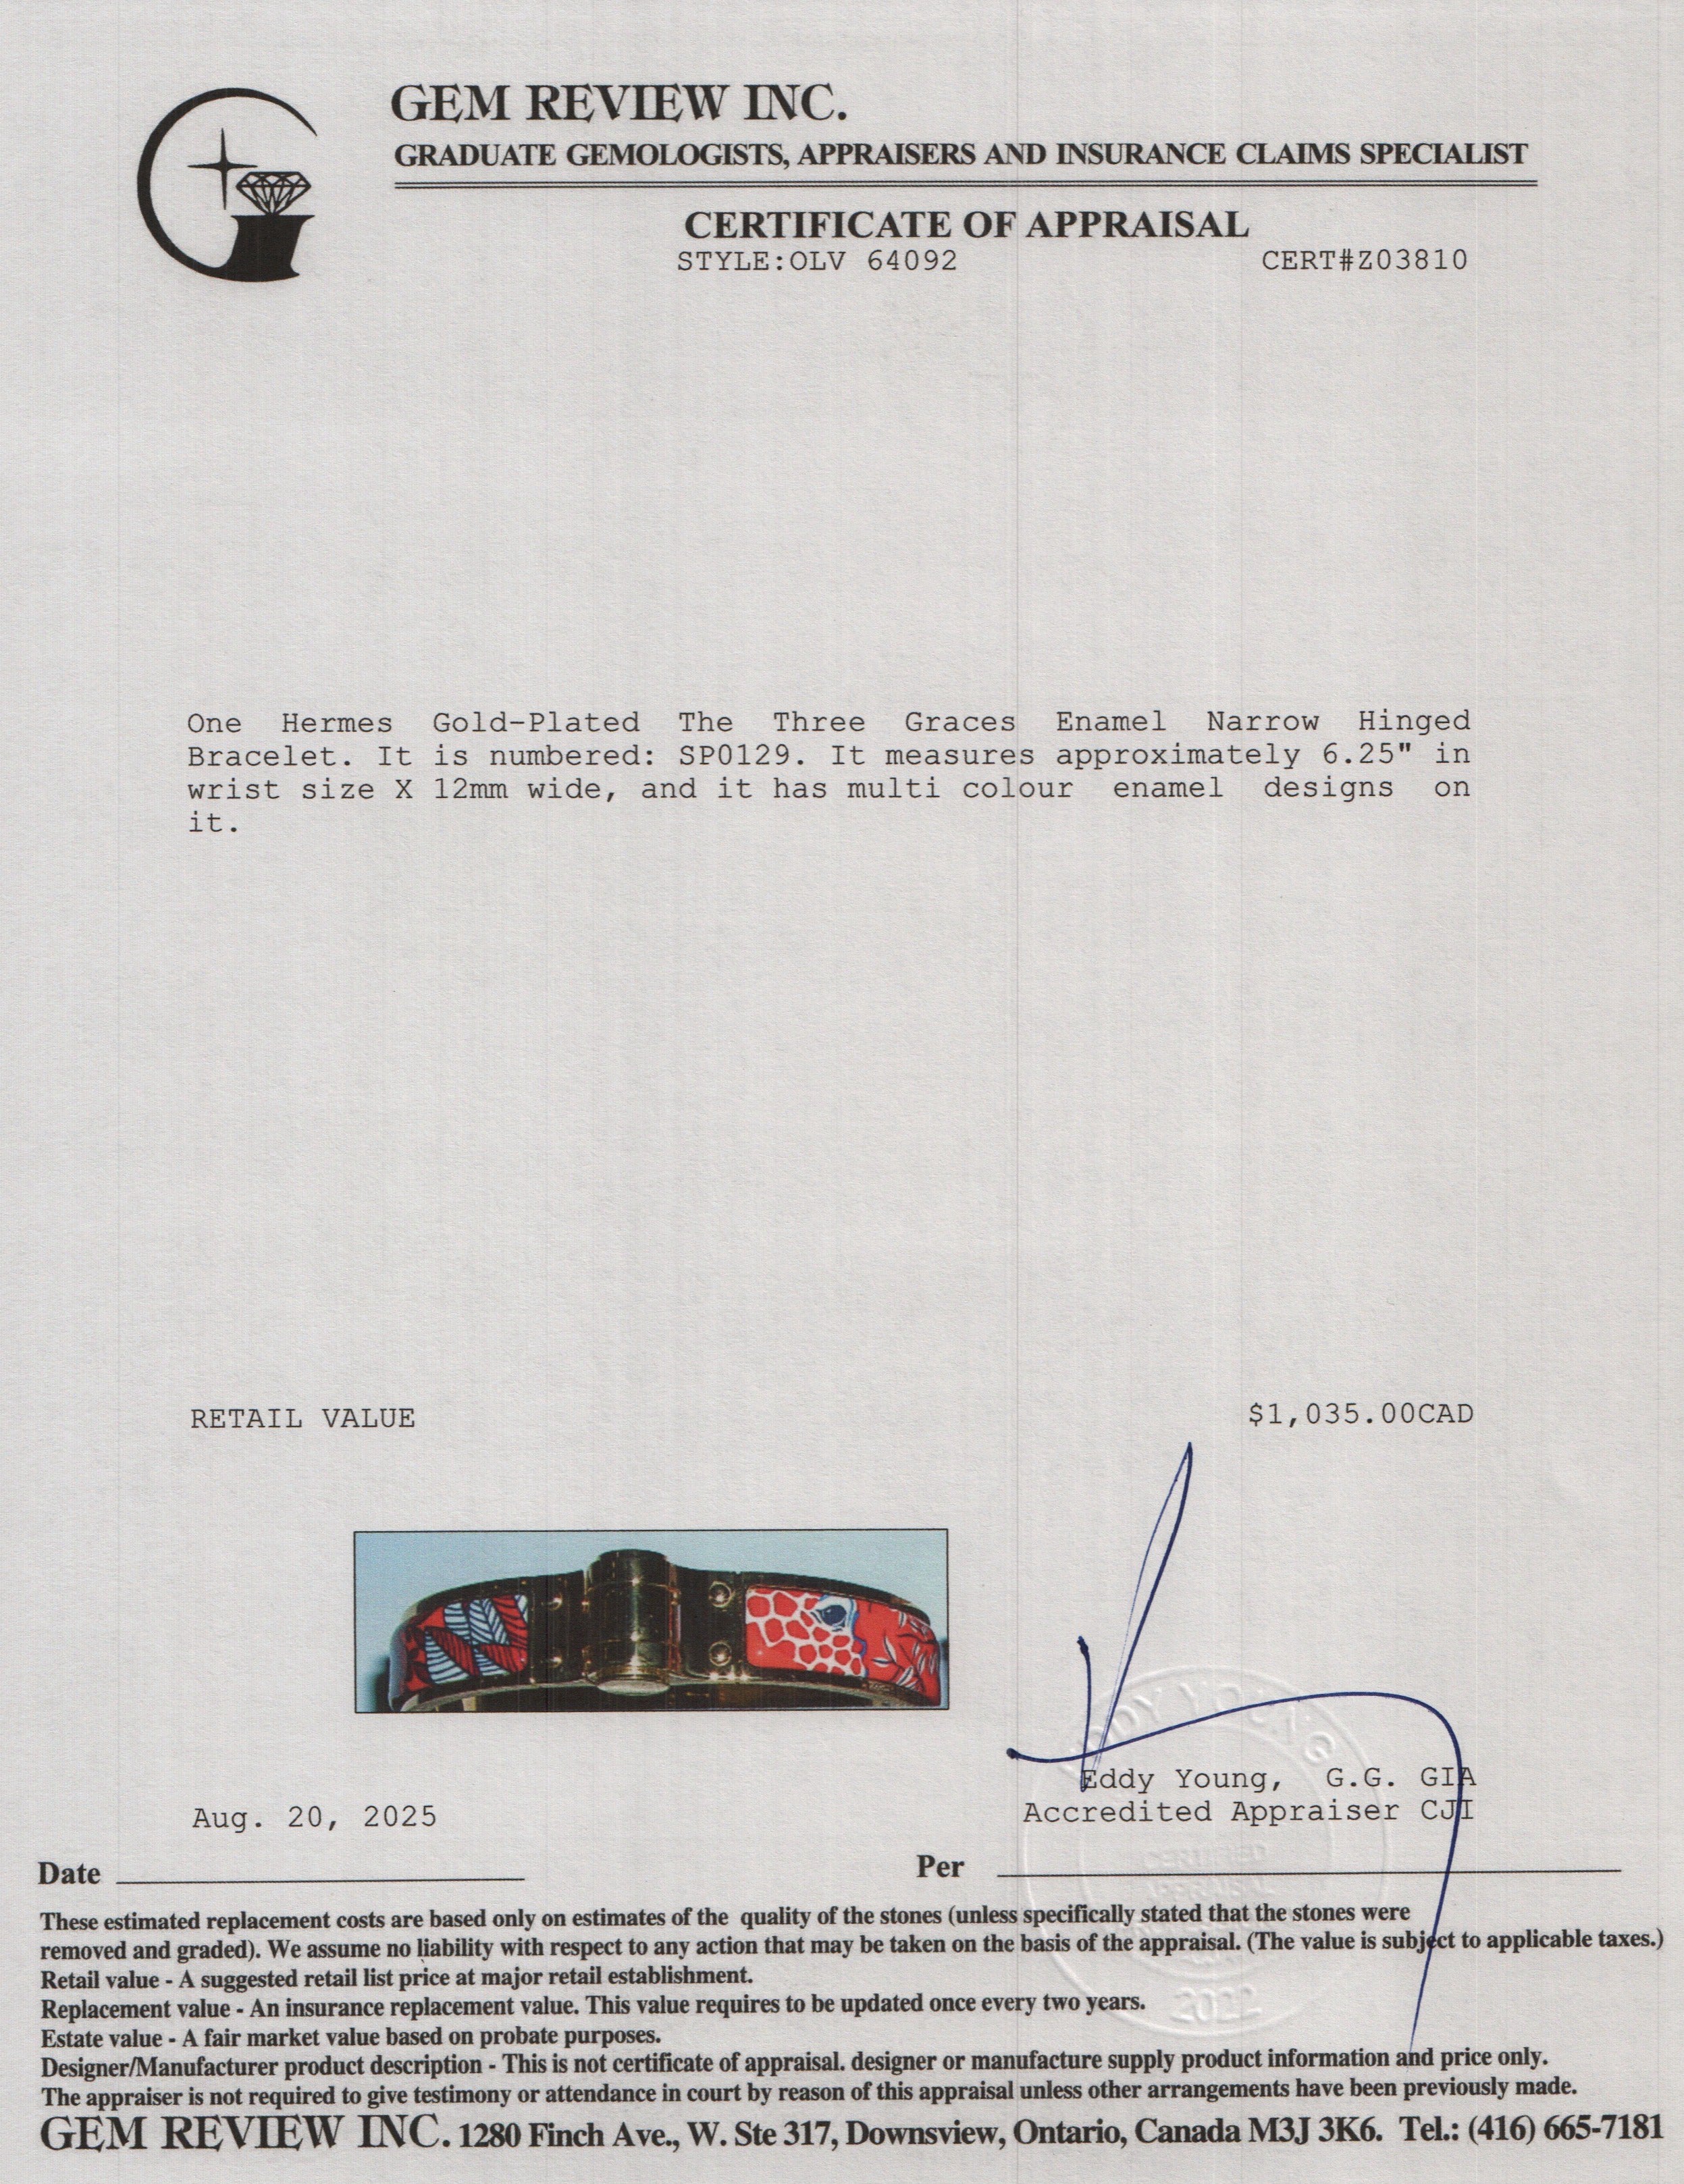 GEM REVIEW INC.
GRADUATE GEMOLOGISTS, APPRAISERS AND INSURANCE CLAIMS SPECIALIST
CERTIFICATE OF APPRAISAL
STYLE:OLV 64092 CERT#Z03810
One Hermes Gold-Plated The Three Graces Enamel Narrow Hinged
Bracelet. It is numbered: SP0129. It measures approximately 6.25" in
wrist size X 12mm wide, and it has multi colour enamel designs on
it.
RETAIL VALUE $1,035.00CAD
DY YOUNG
Eddy Young, G.G. GIA
Aug. 20, 2025 Accredited Appraiser CJI
CERTIFIED
Date Per
2022
These estimated replacement costs are based only on estimates of the quality of the stones (unless specifically stated that the stones were
removed and graded). We assume no liability with respect to any action that may be taken on the basis of the appraisal. (The value is subject to applicable taxes.)
Retail value - A suggested retail list price at major retail establishment.
Replacement value - An insurance replacement value. This value requires to be updated once every two years.
Estate value - A fair market value based on probate purposes.
Designer/Manufacturer product description - This is not certificate of appraisal. designer or manufacture supply product information and price only.
The appraiser is not required to give testimony or attendance in court by reason of this appraisal unless other arrangements have been previously made.
GEM REVIEW INC. 1280 Finch Ave., W. Ste 317, Downsview, Ontario, Canada M3J 3K6. Tel.: (416) 665-7181